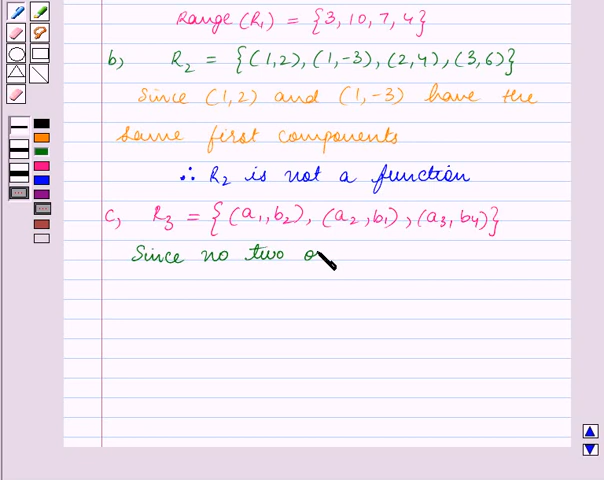 Range (R₁) = {3, 10, 7, 4}
b, R₂ = {(1,2), (1,-3), (2,4), (3,6)}
Since (1,2) and (1,-3) have the
same first components
∴ R₂ is not a function
c, R₃ = {(a₁,b₂), (a₂,b₁), (a₃,b₄)}
Since no two o